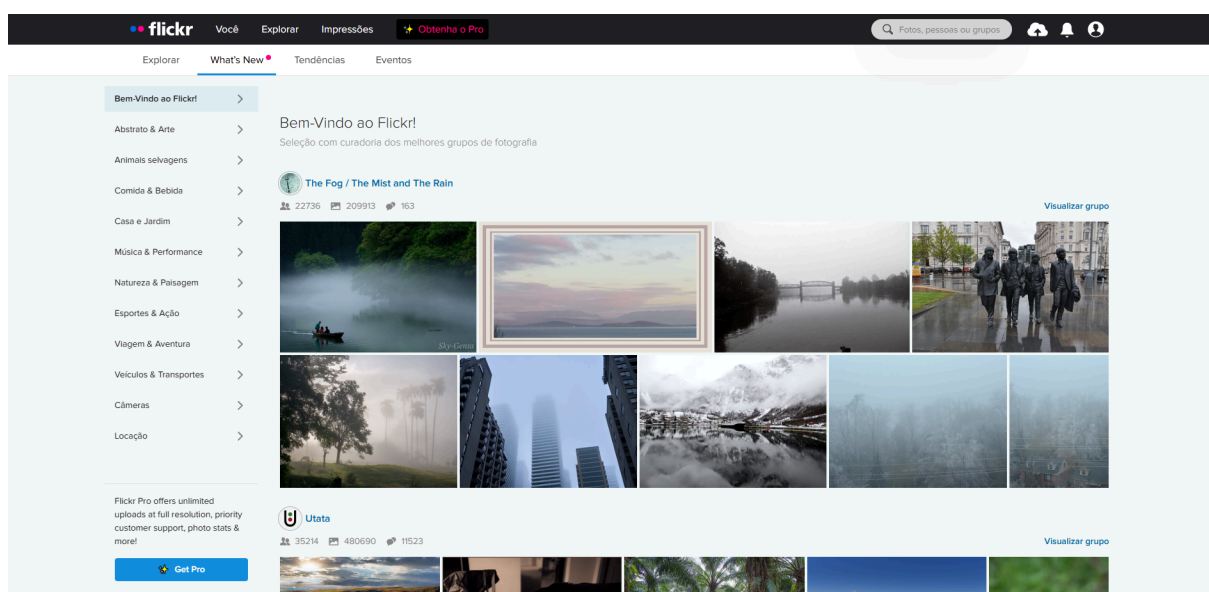 flickr Você Explorar Impressões Obtenha o Pro Fotos, pessoas ou grupos
Explorar What's New Tendências Eventos
Bem-Vindo ao Flickr!
Abstrato & Arte
Animais selvagens
Comida & Bebida
Casa e Jardim
Música & Performance
Natureza & Paisagem
Esportes & Ação
Viagem & Aventura
Veículos & Transportes
Câmeras
Locação
Flickr Pro offers unlimited
uploads at full resolution, priority
customer support, photo stats &
more!
Get Pro
Bem-Vindo ao Flickr!
Seleção com curadoria dos melhores grupos de fotografia
The Fog / The Mist and The Rain
22736 209913 163 Visualizar grupo
Sky-Genta
Utata
35214 480690 11523 Visualizar grupo